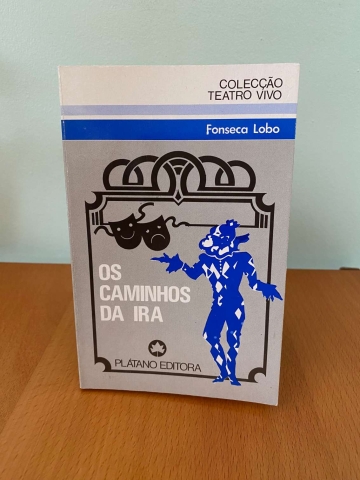 COLECÇÃO
TEATRO VIVO
Fonseca Lobo
OS
CAMINHOS
DA IRA
PLÁTANO EDITORA